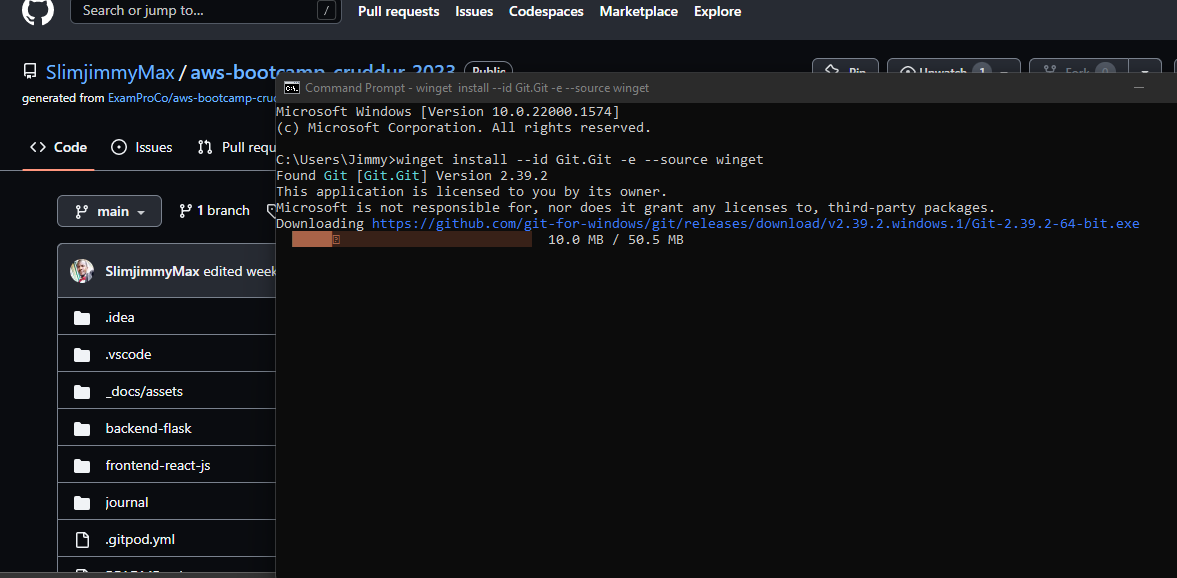 Search or jump to...
/
Pull requests Issues Codespaces Marketplace Explore
SlimjimmyMax / aws-bootcamp-cruddur-2023 Public
Pin Unwatch 1 Fork 0
generated from ExamProCo/aws-bootcamp-cruc
Code Issues Pull requ
main 1 branch
SlimjimmyMax edited week
.idea
.vscode
_docs/assets
backend-flask
frontend-react-js
journal
.gitpod.yml
Command Prompt - winget install --id Git.Git -e --source winget
Microsoft Windows [Version 10.0.22000.1574]
(c) Microsoft Corporation. All rights reserved.
C:\Users\Jimmy>winget install --id Git.Git -e --source winget
Found Git [Git.Git] Version 2.39.2
This application is licensed to you by its owner.
Microsoft is not responsible for, nor does it grant any licenses to, third-party packages.
Downloading https://github.com/git-for-windows/git/releases/download/v2.39.2.windows.1/Git-2.39.2-64-bit.exe
10.0 MB / 50.5 MB